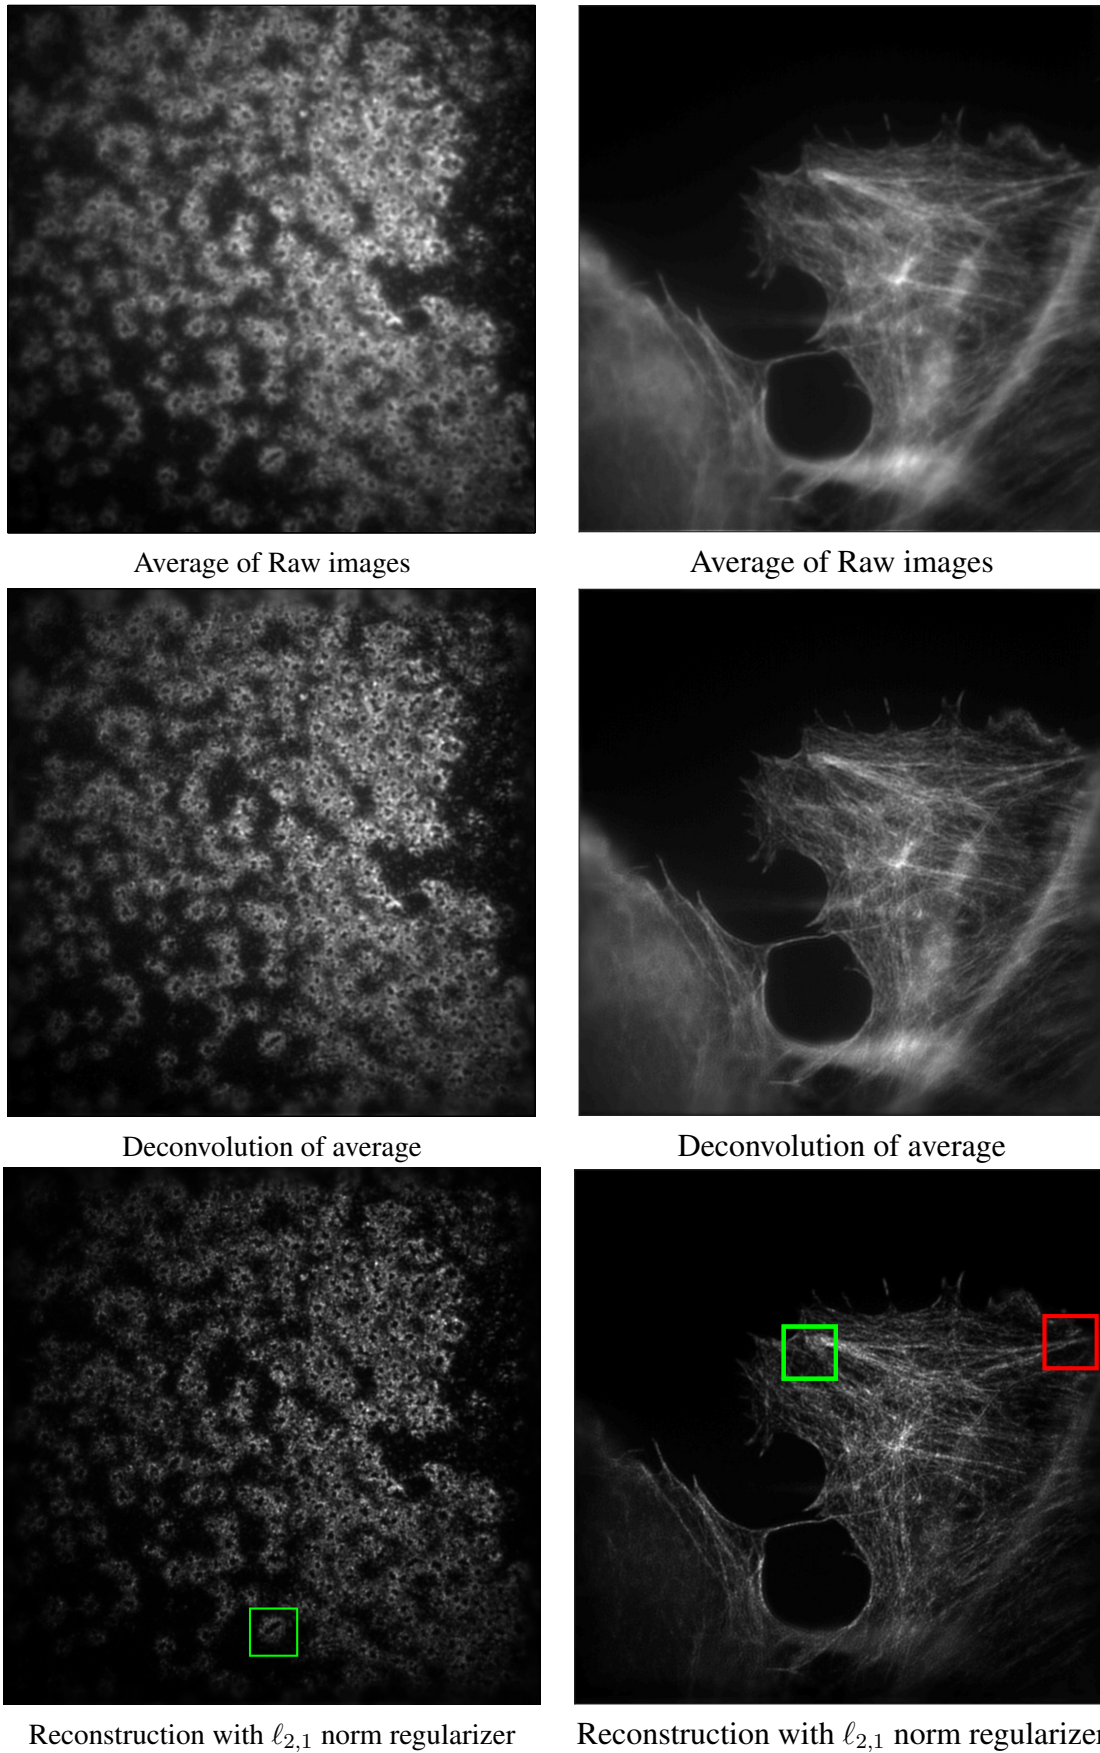 Average of Raw images
Average of Raw images
Deconvolution of average
Deconvolution of average
Reconstruction with ℓ2,1 norm regularizer
Reconstruction with ℓ2,1 norm regularizer